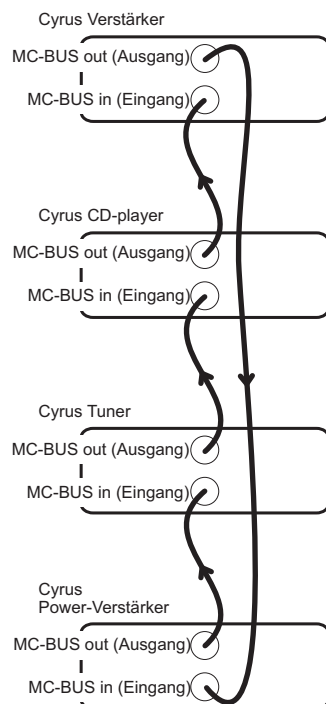 Cyrus Verstärker
MC-BUS out (Ausgang)
MC-BUS in (Eingang)
Cyrus CD-player
MC-BUS out (Ausgang)
MC-BUS in (Eingang)
Cyrus Tuner
MC-BUS out (Ausgang)
MC-BUS in (Eingang)
Cyrus
Power-Verstärker
MC-BUS out (Ausgang)
MC-BUS in (Eingang)